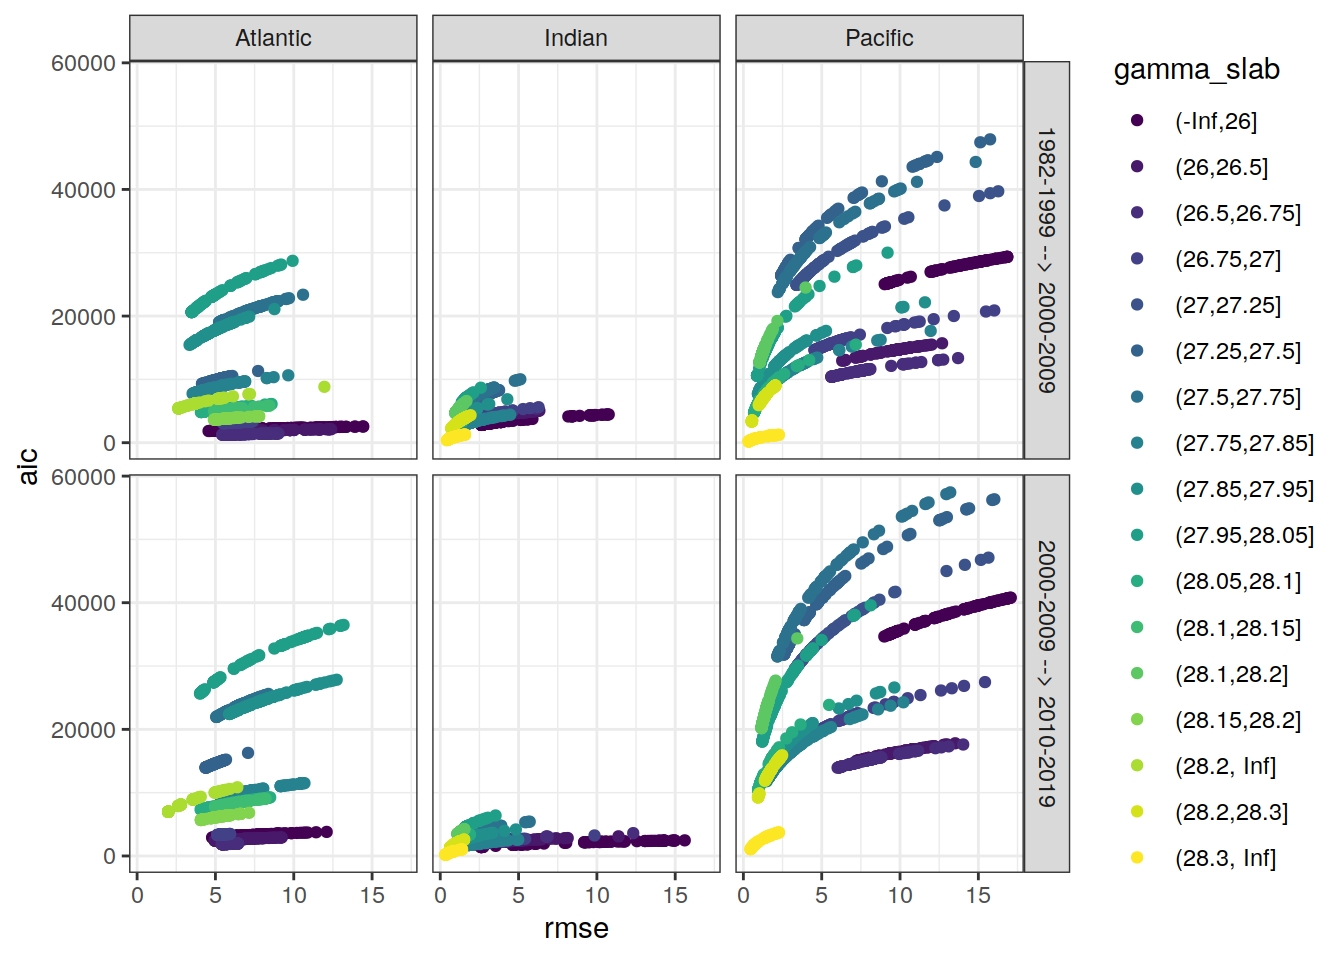 Atlantic Indian Pacific
60000
40000
20000
0
1982-1999 --> 2000-2009
60000
40000
20000
0
2000-2009 --> 2010-2019
0 5 10 15 0 5 10 15 0 5 10 15
rmse
aic
gamma_slab
(-Inf,26]
(26,26.5]
(26.5,26.75]
(26.75,27]
(27,27.25]
(27.25,27.5]
(27.5,27.75]
(27.75,27.85]
(27.85,27.95]
(27.95,28.05]
(28.05,28.1]
(28.1,28.15]
(28.1,28.2]
(28.15,28.2]
(28.2, Inf]
(28.2,28.3]
(28.3, Inf]